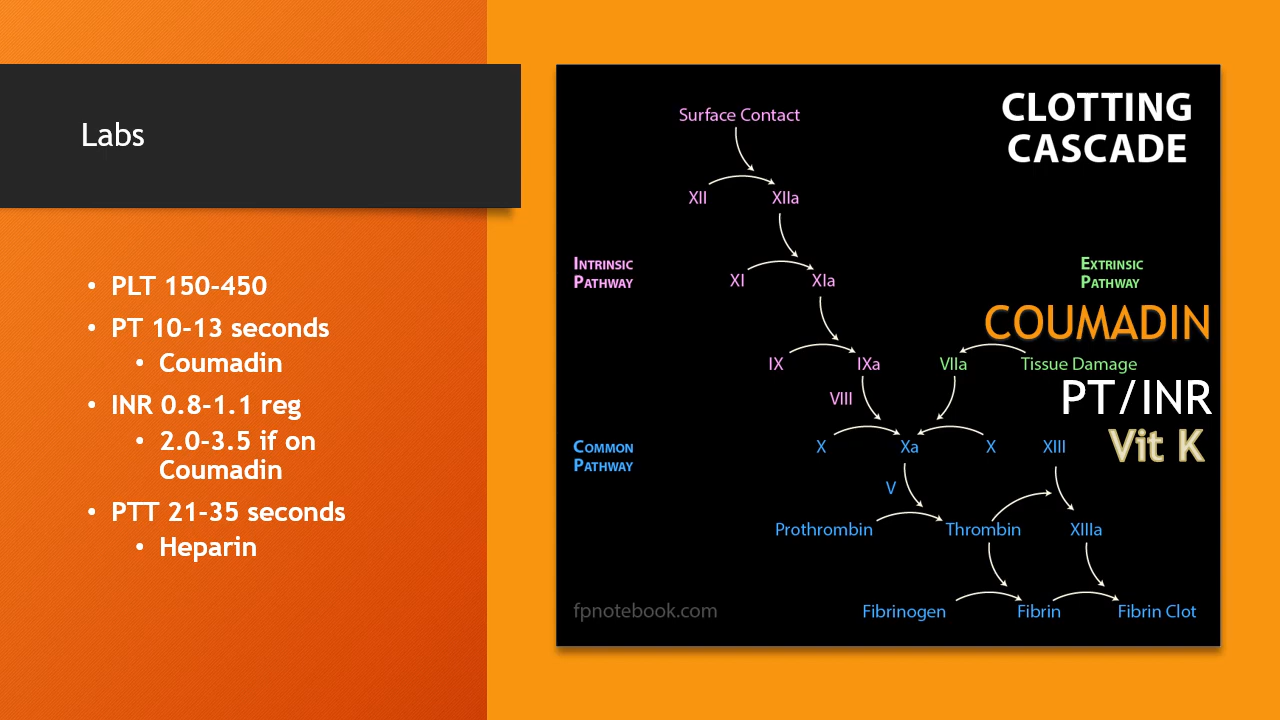 Labs
• PLT 150-450
• PT 10-13 seconds
• Coumadin
• INR 0.8-1.1 reg
• 2.0-3.5 if on
Coumadin
• PTT 21-35 seconds
• Heparin
CLOTTING
CASCADE
Surface Contact
XII XIIa
INTRINSIC
PATHWAY
EXTRINSIC
PATHWAY
XI XIa
COUMADIN
IX IXa VIIa Tissue Damage
VIII
PT/INR
Vit K
COMMON
PATHWAY
X Xa X XIII
V
Prothrombin Thrombin XIIIa
fpnotebook.com
Fibrinogen Fibrin Fibrin Clot